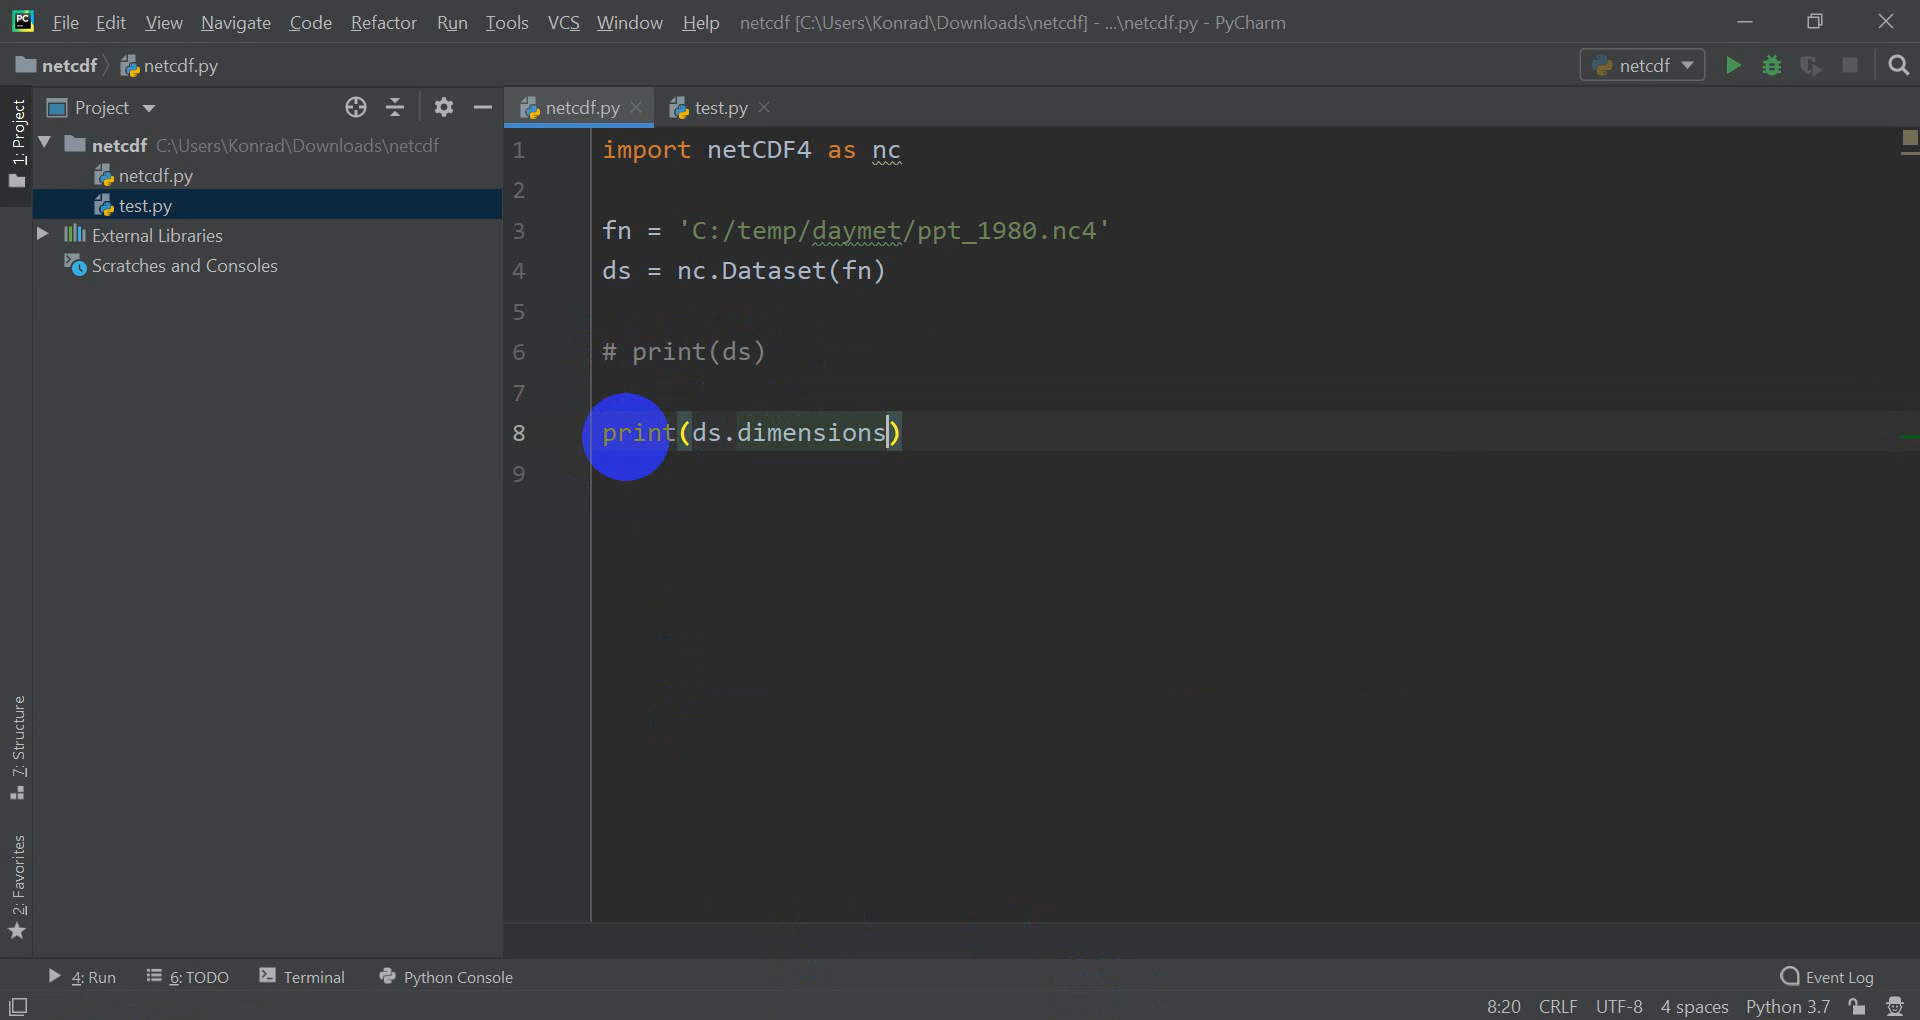 File Edit View Navigate Code Refactor Run Tools VCS Window Help netcdf [C:\Users\Konrad\Downloads\netcdf] - ...\netcdf.py - PyCharm
netcdf netcdf.py netcdf
1: Project
Project
netcdf.py test.py
netcdf C:\Users\Konrad\Downloads\netcdf
netcdf.py
test.py
External Libraries
Scratches and Consoles
1 import netCDF4 as nc
2
3 fn = 'C:/temp/daymet/ppt_1980.nc4'
4 ds = nc.Dataset(fn)
5
6 # print(ds)
7
8 print(ds.dimensions)
9
7: Structure
2: Favorites
4: Run 6: TODO Terminal Python Console Event Log
8:20 CRLF UTF-8 4 spaces Python 3.7